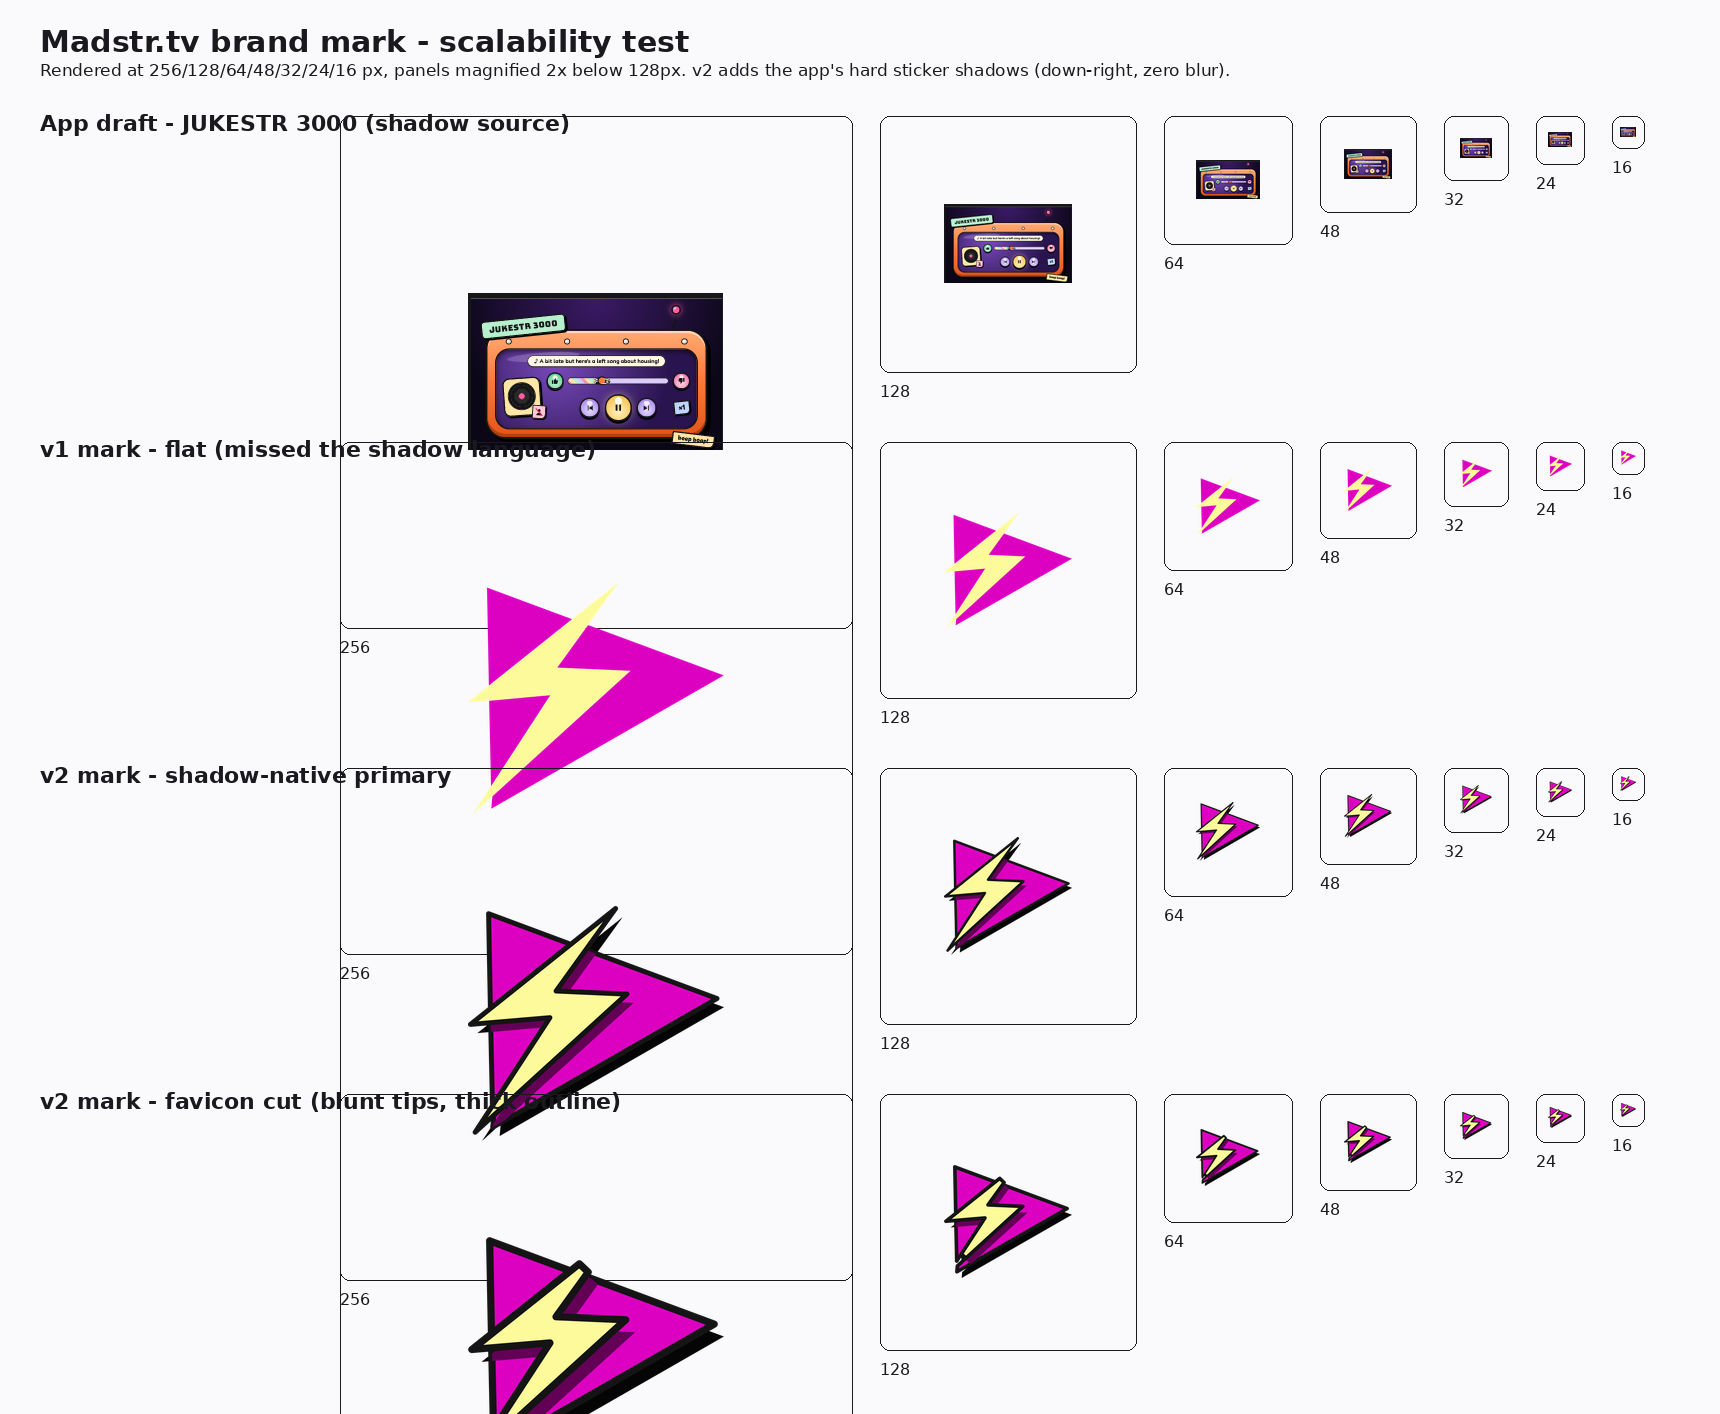 Madstr.tv brand mark - scalability test
Rendered at 256/128/64/48/32/24/16 px, panels magnified 2x below 128px. v2 adds the app's hard sticker shadows (down-right, zero blur).
App draft - JUKESTR 3000 (shadow source)
JUKESTR 3000
♪ A bit late but here's a left song about housing!
x1
beep boop!
256
128
64
48
32
24
16
v1 mark - flat (missed the shadow language)
256
128
64
48
32
24
16
v2 mark - shadow-native primary
256
128
64
48
32
24
16
v2 mark - favicon cut (blunt tips, thick outline)
128
64
48
32
24
16